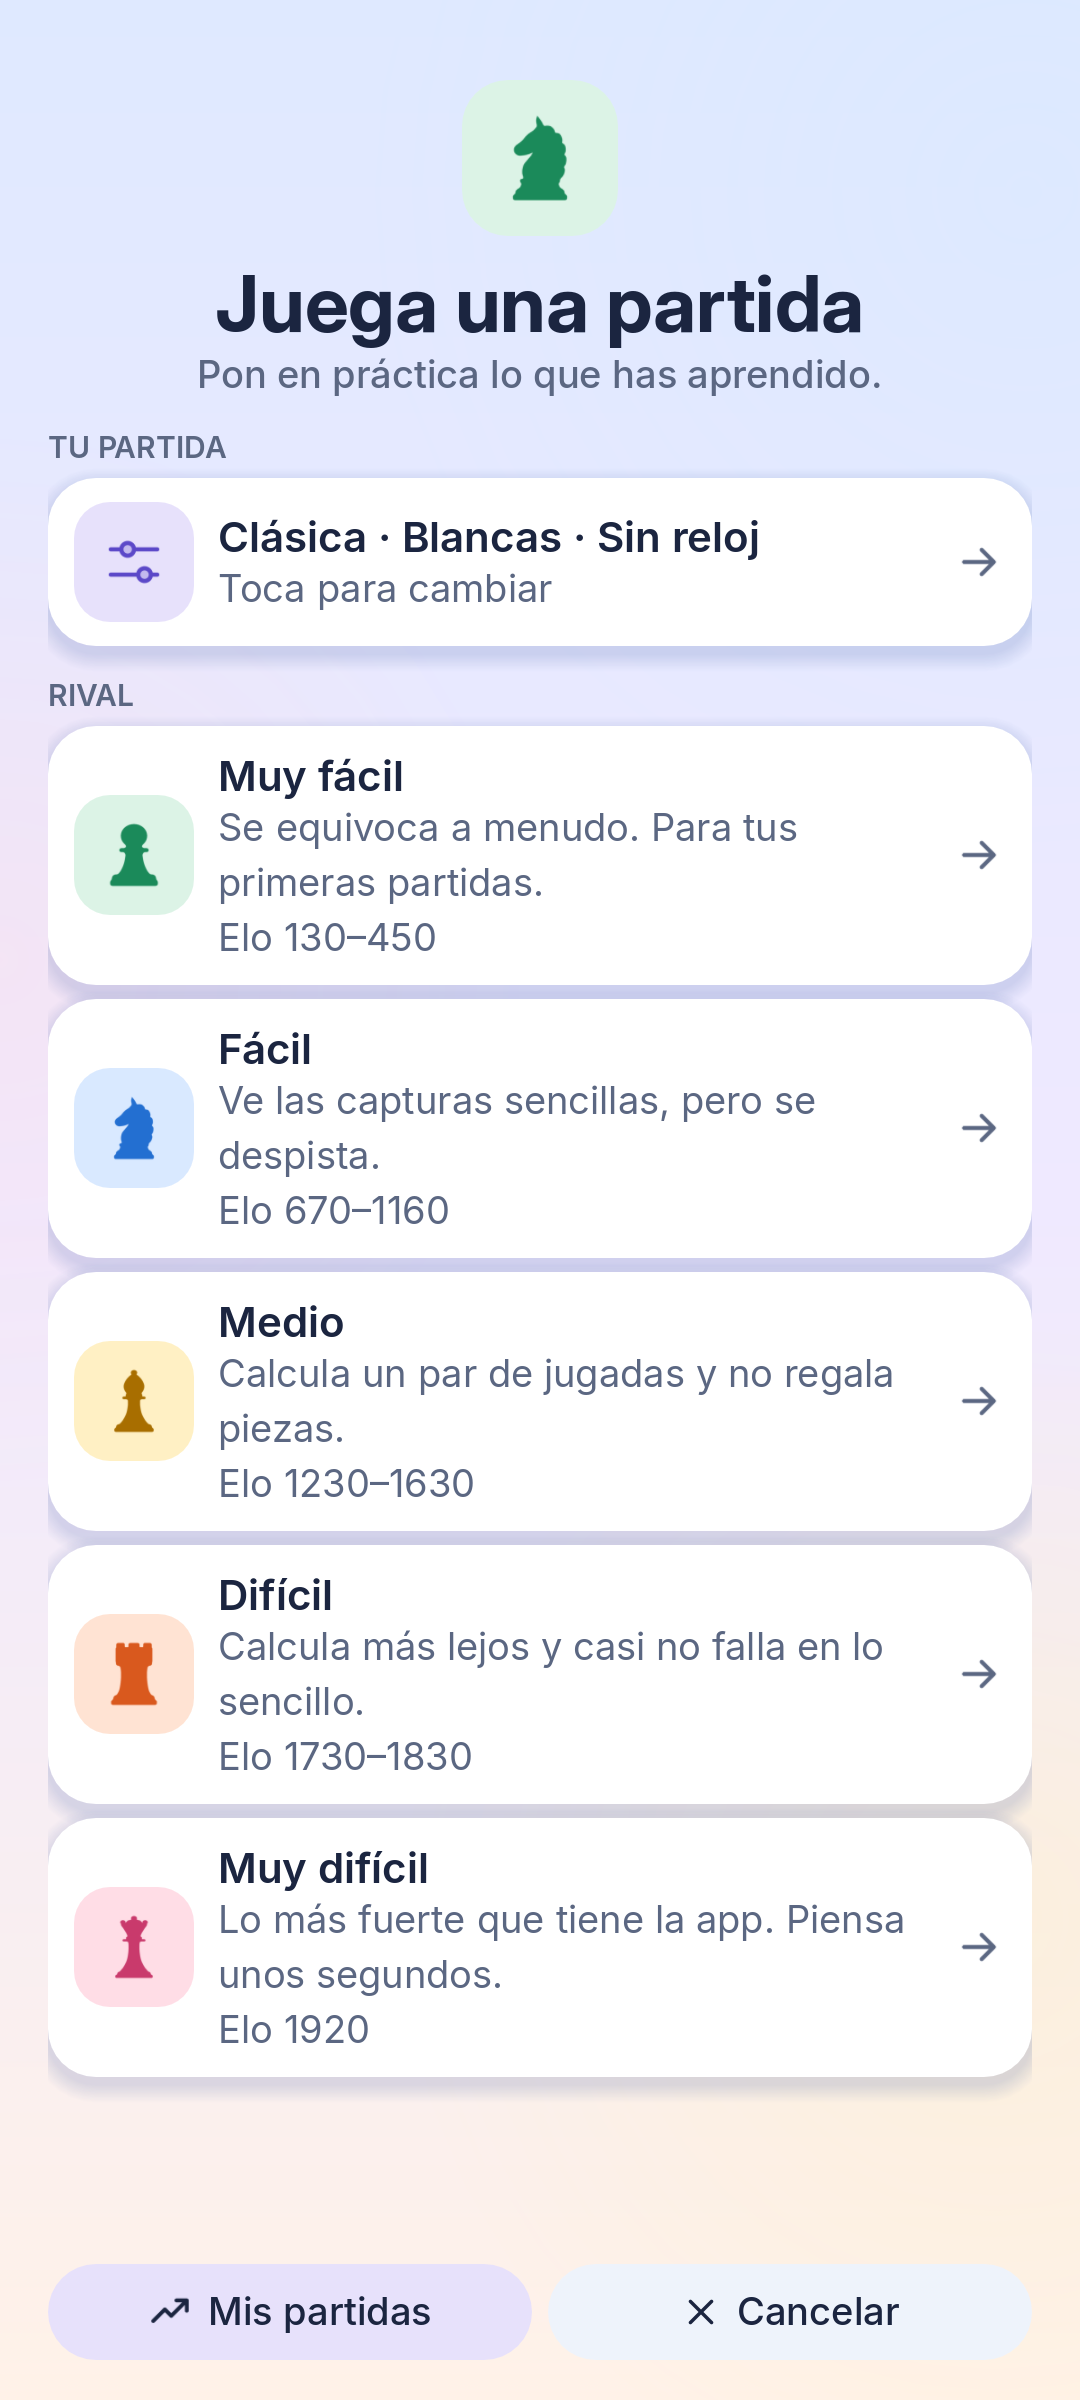 Juega una partida
Pon en práctica lo que has aprendido.
TU PARTIDA
Clásica · Blancas · Sin reloj
Toca para cambiar
RIVAL
Muy fácil
Se equivoca a menudo. Para tus
primeras partidas.
Elo 130–450
Fácil
Ve las capturas sencillas, pero se
despista.
Elo 670–1160
Medio
Calcula un par de jugadas y no regala
piezas.
Elo 1230–1630
Difícil
Calcula más lejos y casi no falla en lo
sencillo.
Elo 1730–1830
Muy difícil
Lo más fuerte que tiene la app. Piensa
unos segundos.
Elo 1920
Mis partidas
Cancelar